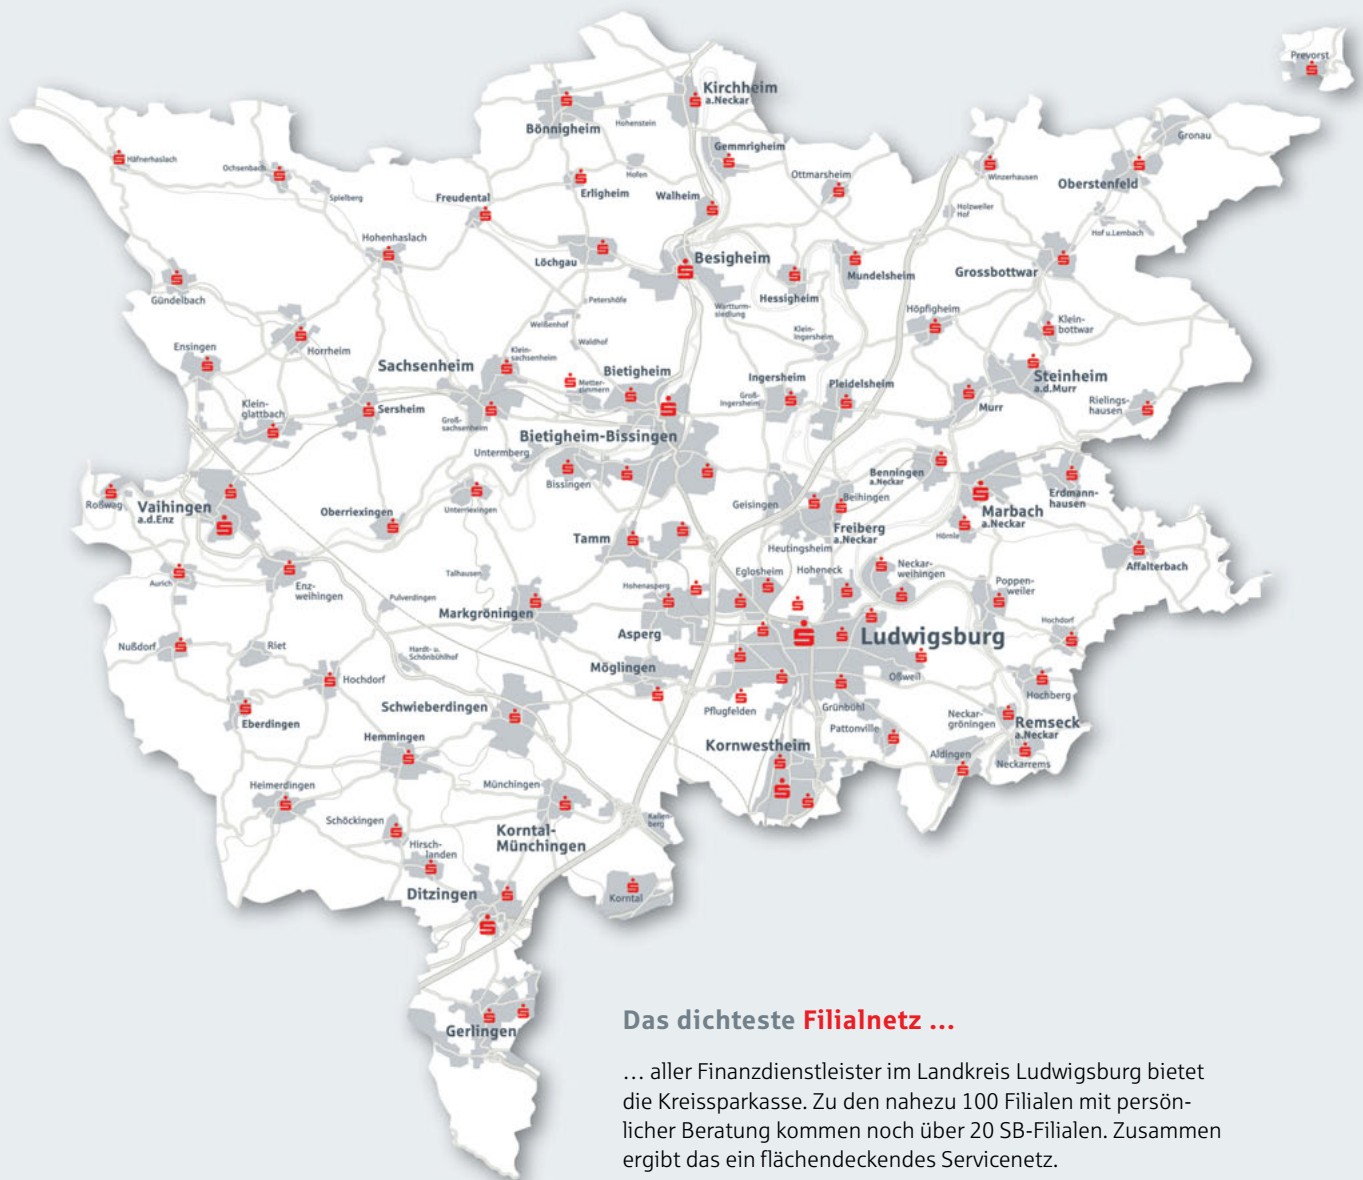 Prevorst
Kirchheim
a.Neckar
Bönnigheim
Hohenstein
Gronau
Gemmrigheim
Häfnerhaslach
Ochsenbach
Hofen
Ottmarsheim
Winzerhausen
Oberstenfeld
Spielberg
Freudental
Erligheim
Walheim
Holzweiler
Hof
Hof u.Lembach
Hohenhaslach
Löchgau
Besigheim
Mundelsheim
Grossbottwar
Gündelbach
Petershöfe
Wartturm-
siedlung
Hessigheim
Höpfigheim
Klein-
bottwar
Weißenhof
Klein-
Ingersheim
Ensingen
Horrheim
Waldhof
Klein-
sachsenheim
Sachsenheim
Bietigheim
Metter-
zimmern
Ingersheim
Groß-
Ingersheim
Pleidelsheim
Steinheim
a.d.Murr
Klein-
glattbach
Sersheim
Groß-
sachsenheim
Murr
Rielings-
hausen
Bietigheim-Bissingen
Untermberg
Bissingen
Benningen
a.Neckar
Roßwag
Vaihingen
a.d.Enz
Oberriexingen
Unterriexingen
Geisingen
Beihingen
Marbach
a.Neckar
Erdmann-
hausen
Freiberg
a.Neckar
Hörnle
Tamm
Heutingsheim
Affalterbach
Aurich
Enz-
weihingen
Talhausen
Hohenasperg
Eglosheim
Hoheneck
Neckar-
weihingen
Poppen-
weiler
Pulverdingen
Markgröningen
Asperg
Ludwigsburg
Hochdorf
Nußdorf
Riet
Hardt- u.
Schönbühlhof
Möglingen
Oßweil
Hochdorf
Hochberg
Eberdingen
Schwieberdingen
Pflugfelden
Grünbühl
Neckar-
gröningen
Remseck
a.Neckar
Hemmingen
Kornwestheim
Pattonville
Aldingen
Neckarrems
Heimerdingen
Münchingen
Schöckingen
Korntal-
Münchingen
Kallen-
berg
Hirsch-
landen
Ditzingen
Korntal
Gerlingen
Das dichteste Filialnetz ...
... aller Finanzdienstleister im Landkreis Ludwigsburg bietet
die Kreissparkasse. Zu den nahezu 100 Filialen mit persön-
licher Beratung kommen noch über 20 SB-Filialen. Zusammen
ergibt das ein flächendeckendes Servicenetz.